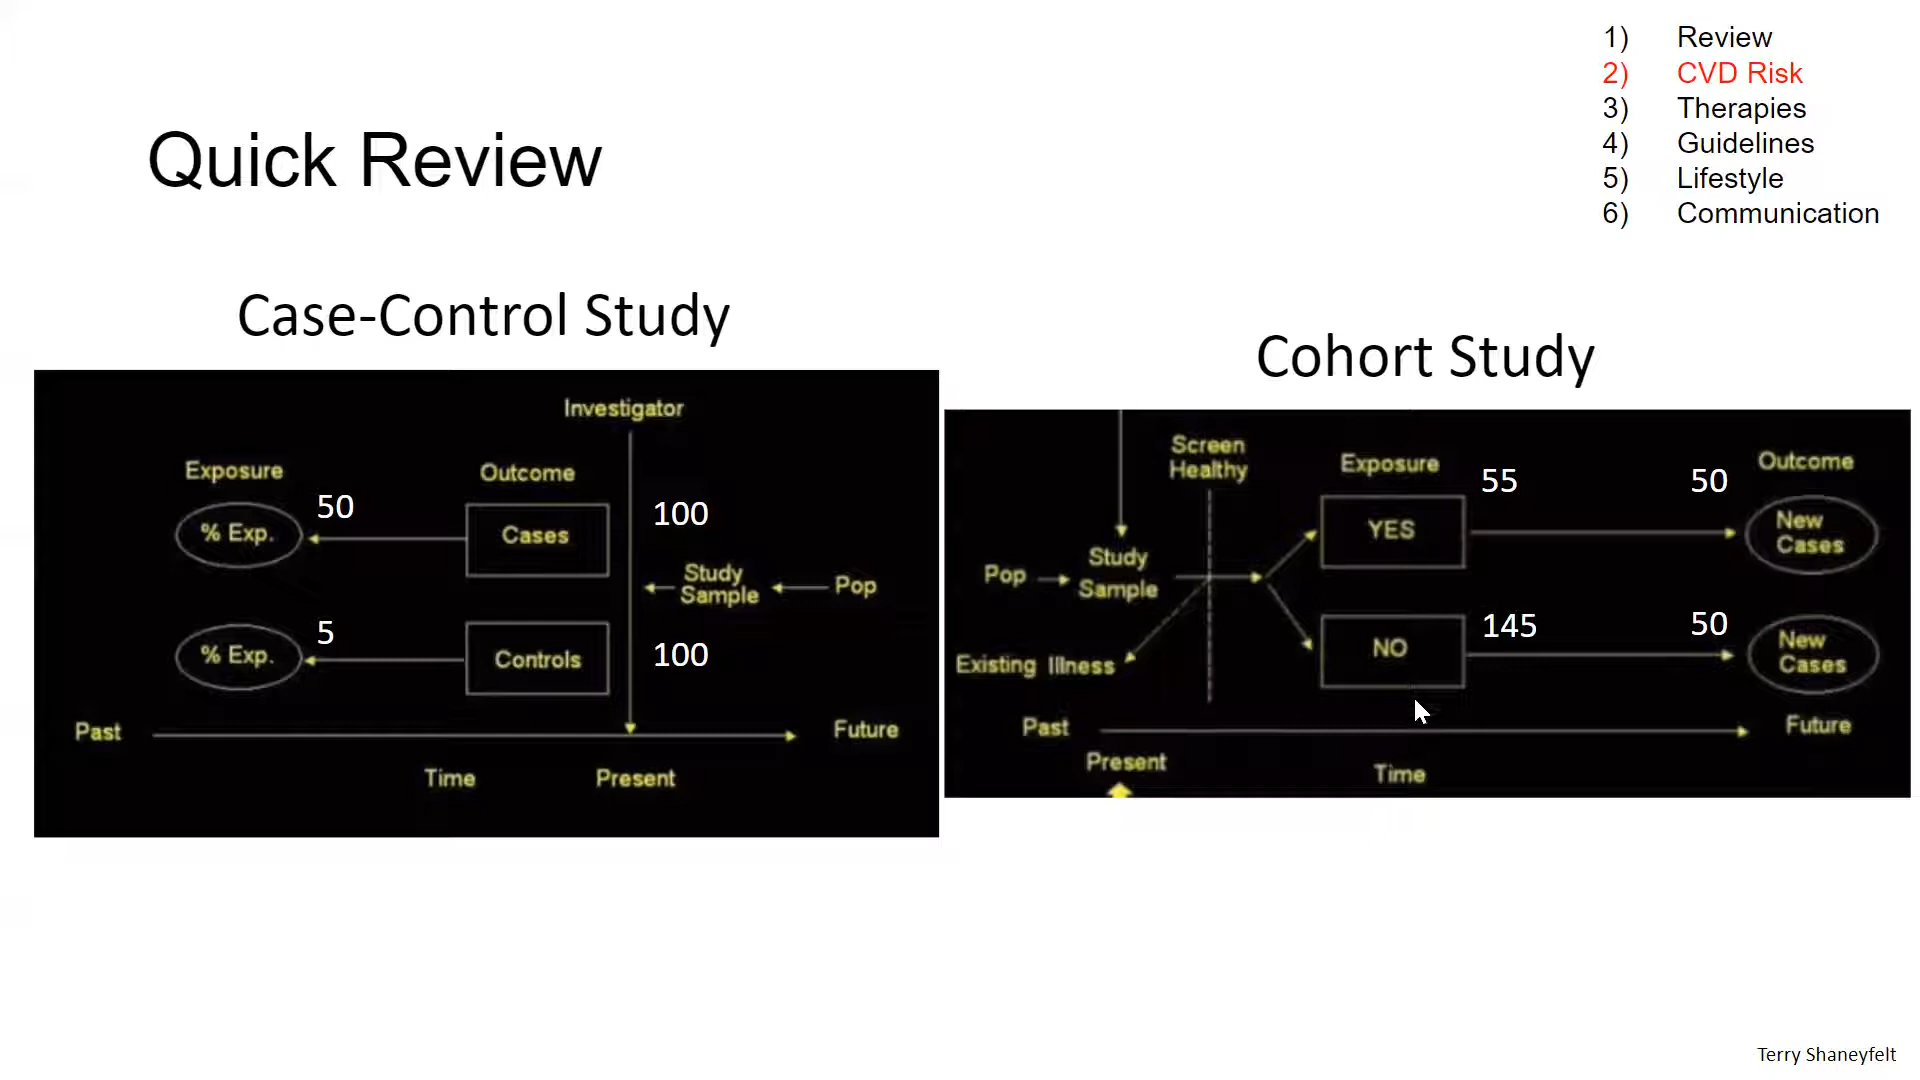 1) Review
2) CVD Risk
3) Therapies
4) Guidelines
5) Lifestyle
6) Communication
Quick Review
Case-Control Study
Investigator
Exposure
Outcome
% Exp.
50
Cases
100
Study
Sample
Pop
% Exp.
5
Controls
100
Past
Future
Time
Present
Cohort Study
Screen
Healthy
Exposure
Outcome
55
50
YES
New
Cases
Pop
Study
Sample
145
50
NO
New
Cases
Existing Illness
Past
Future
Present
Time
Terry Shaneyfelt